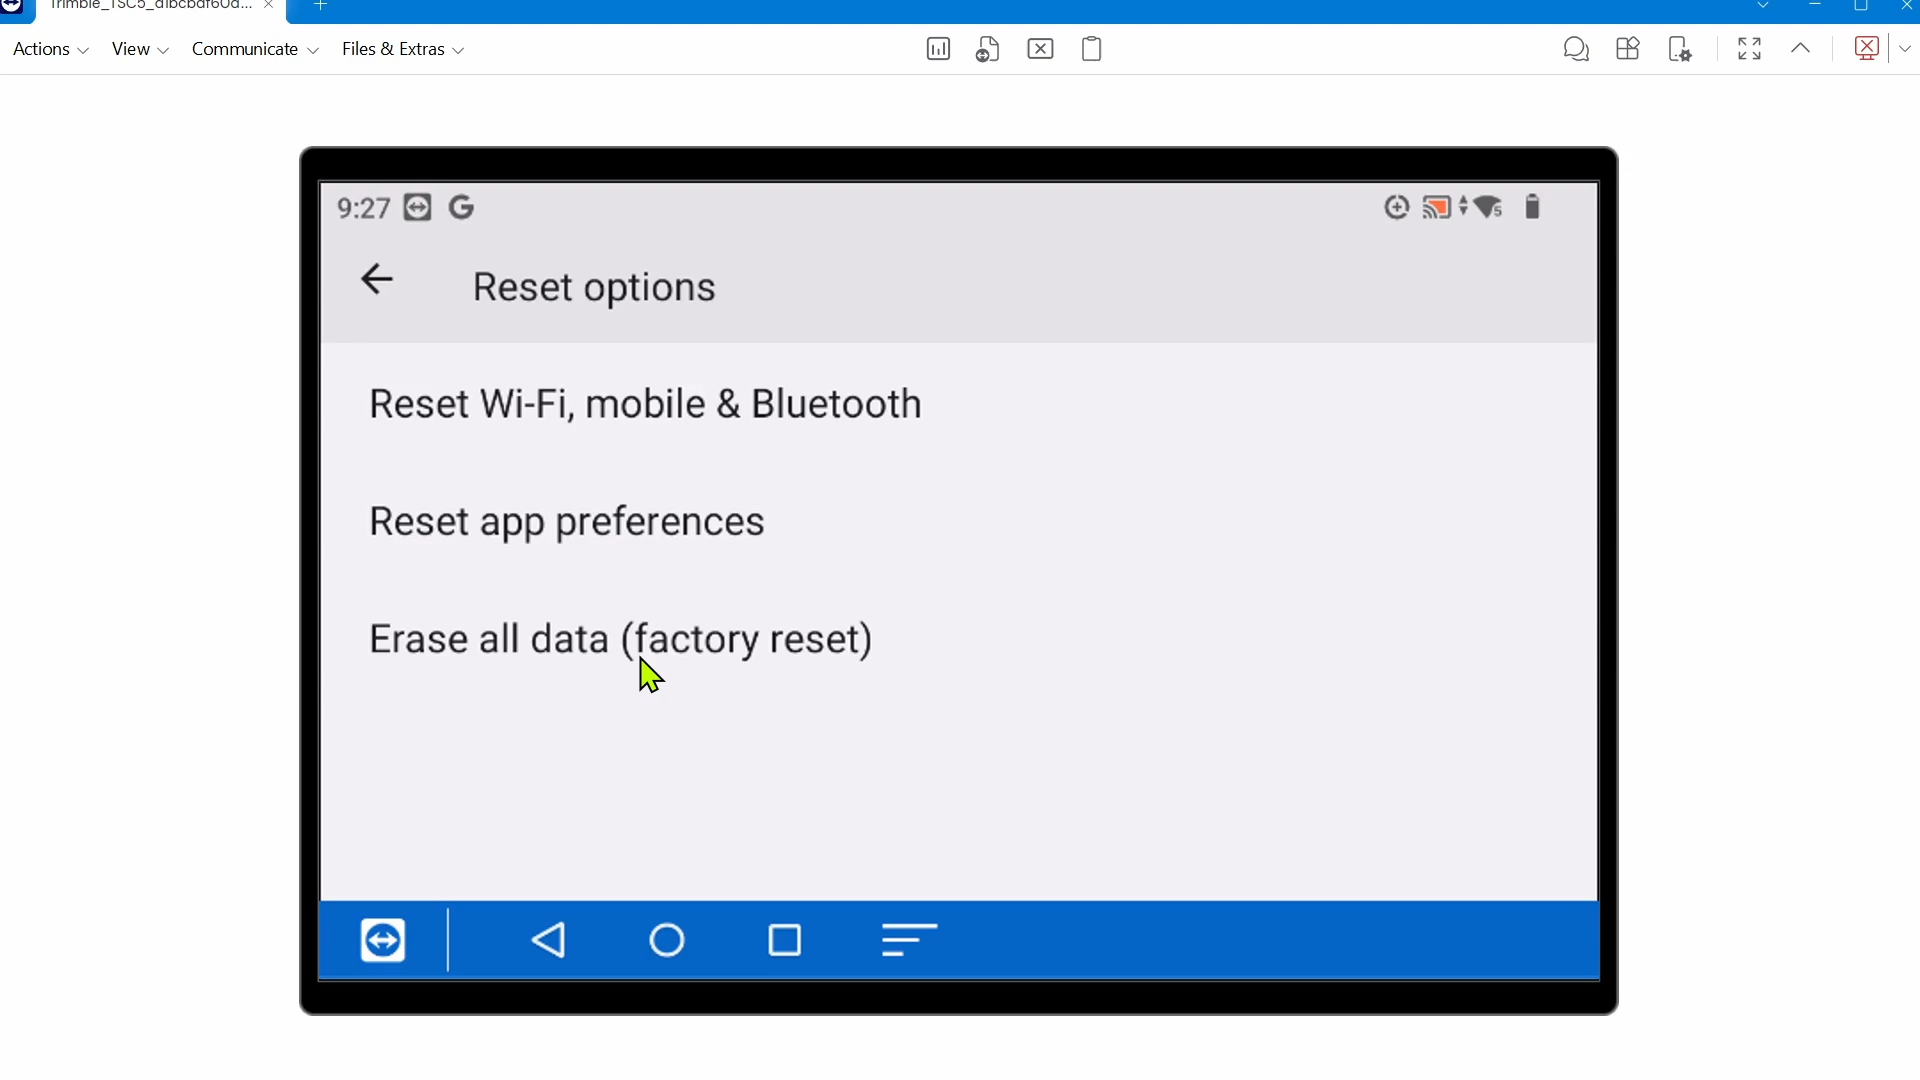 Actions
View
Communicate
Files & Extras
9:27
Reset options
Reset Wi-Fi, mobile & Bluetooth
Reset app preferences
Erase all data (factory reset)